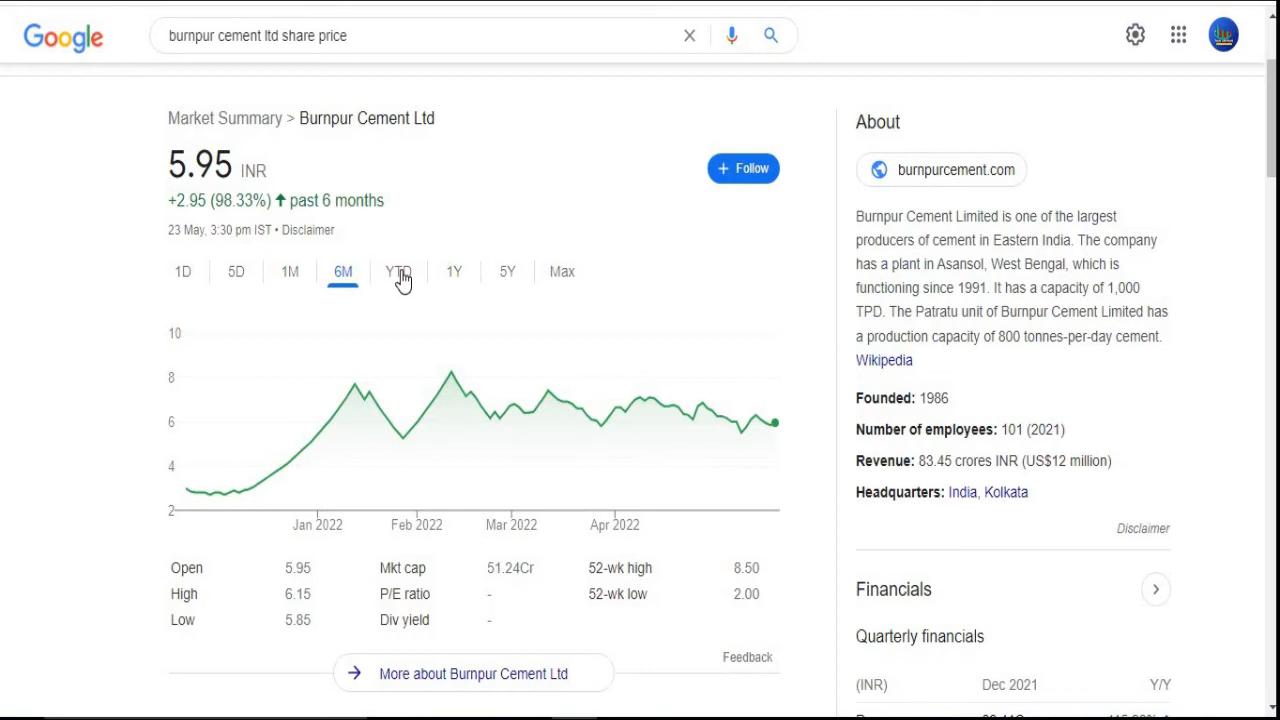 Google
burnpur cement ltd share price
Market Summary > Burnpur Cement Ltd
5.95 INR
+ Follow
+2.95 (98.33%) ↑ past 6 months
23 May, 3:30 pm IST • Disclaimer
1D 5D 1M 6M YTD 1Y 5Y Max
10
8
6
4
2
Jan 2022 Feb 2022 Mar 2022 Apr 2022
Open 5.95 Mkt cap 51.24Cr 52-wk high 8.50
High 6.15 P/E ratio - 52-wk low 2.00
Low 5.85 Div yield -
Feedback
More about Burnpur Cement Ltd
About
burnpurcement.com
Burnpur Cement Limited is one of the largest
producers of cement in Eastern India. The company
has a plant in Asansol, West Bengal, which is
functioning since 1991. It has a capacity of 1,000
TPD. The Patratu unit of Burnpur Cement Limited has
a production capacity of 800 tonnes-per-day cement.
Wikipedia
Founded: 1986
Number of employees: 101 (2021)
Revenue: 83.45 crores INR (US$12 million)
Headquarters: India, Kolkata
Disclaimer
Financials
Quarterly financials
(INR) Dec 2021 Y/Y